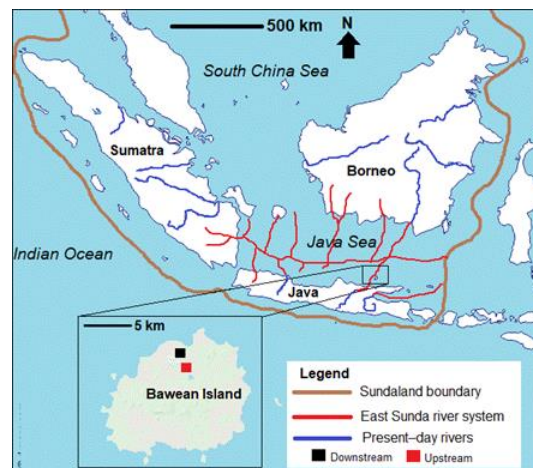 500 km
N
South China Sea
Sumatra
Borneo
Java Sea
Indian Ocean
Java
5 km
Bawean Island
Legend
Sundaland boundary
East Sunda river system
Present–day rivers
Downstream
Upstream